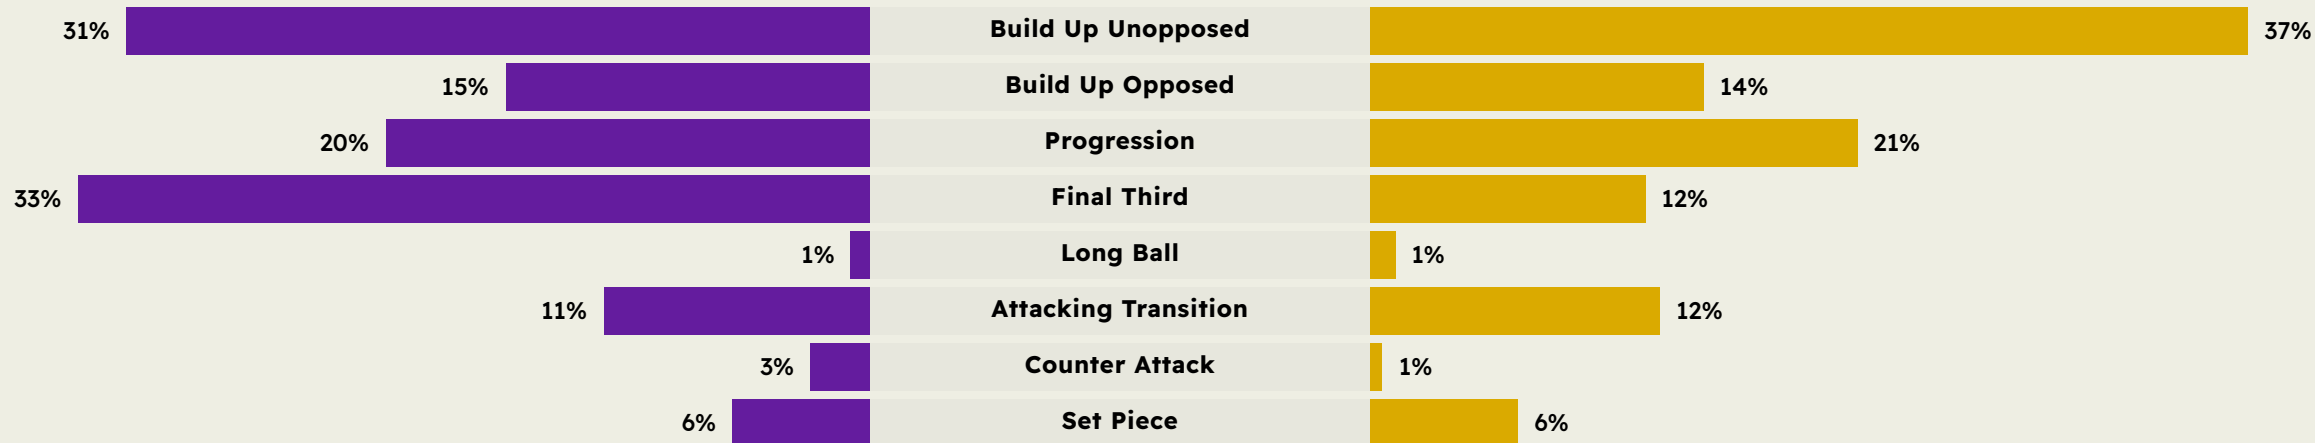 31% Build Up Unopposed 37%
15% Build Up Opposed 14%
20% Progression 21%
33% Final Third 12%
1% Long Ball 1%
11% Attacking Transition 12%
3% Counter Attack 1%
6% Set Piece 6%